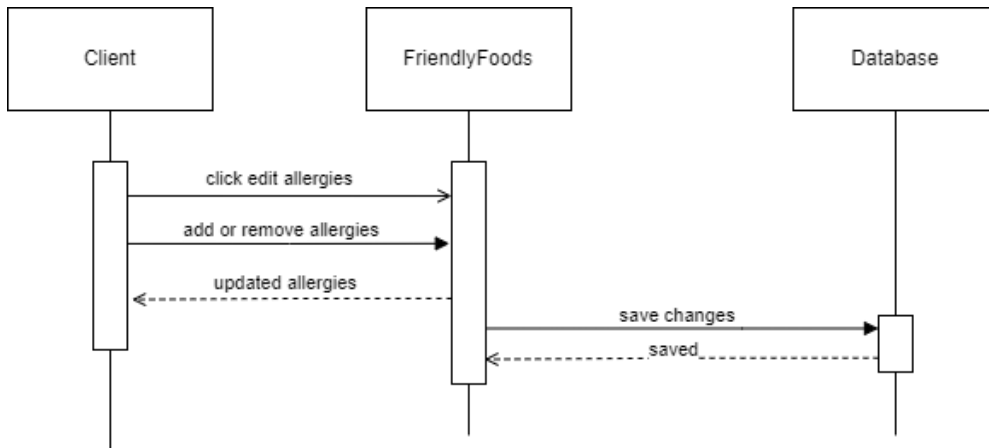 Client
FriendlyFoods
Database
click edit allergies
add or remove allergies
updated allergies
save changes
saved